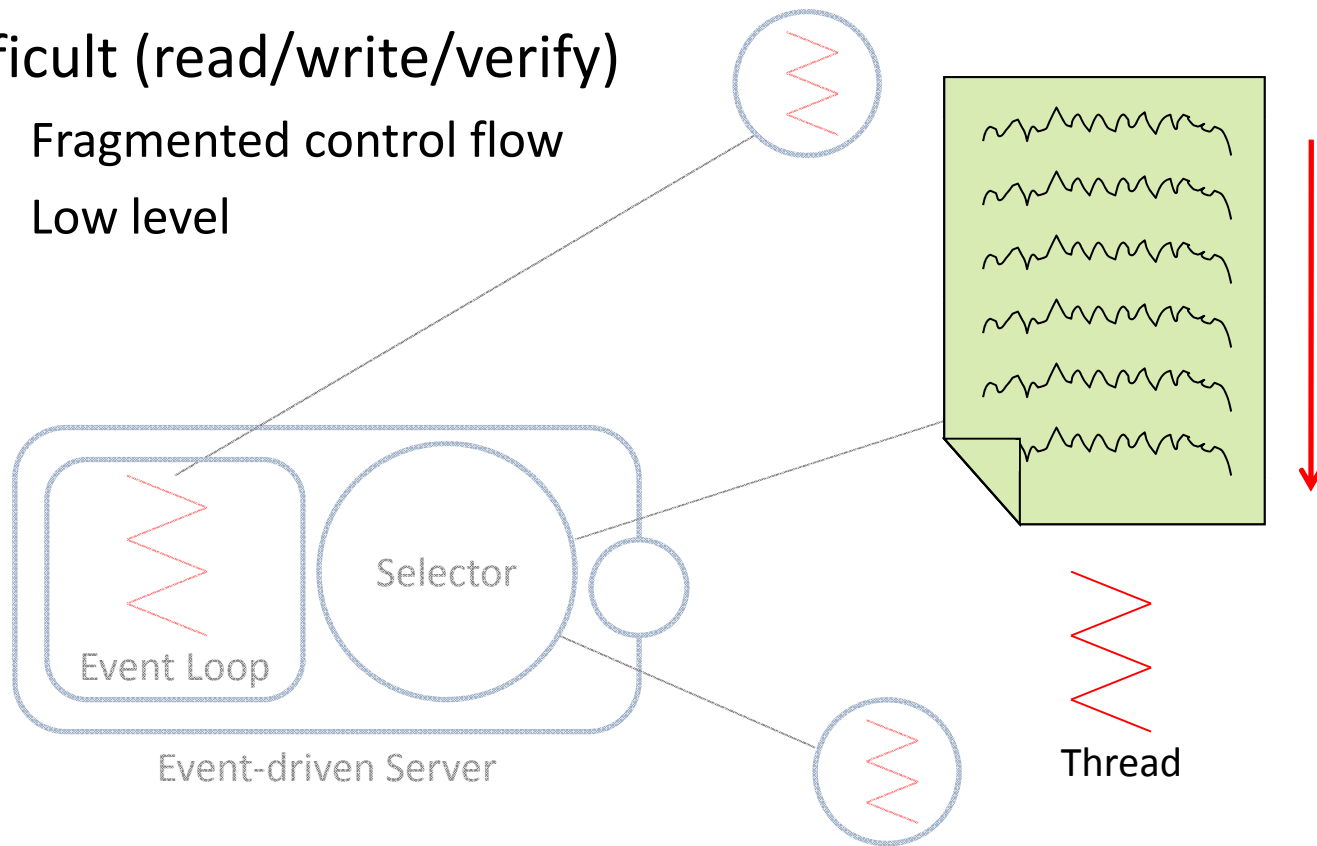 ficult (read/write/verify)
Fragmented control flow
Low level
Selector
Event Loop
Event-driven Server
Thread